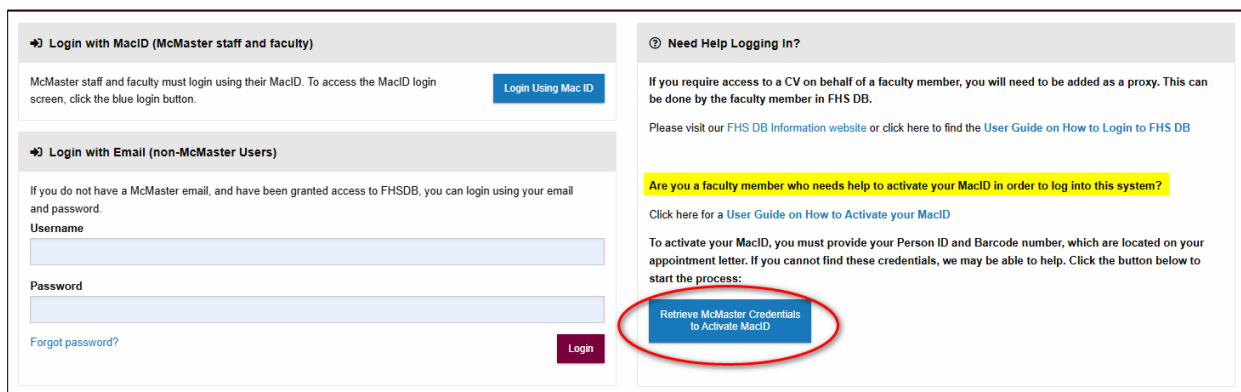 Login with MacID (McMaster staff and faculty)
McMaster staff and faculty must login using their MacID. To access the MacID login
screen, click the blue login button.
Login Using Mac ID
Login with Email (non-McMaster Users)
If you do not have a McMaster email, and have been granted access to FHSDB, you can login using your email
and password.
Username
Password
Forgot password?
Login
Need Help Logging In?
If you require access to a CV on behalf of a faculty member, you will need to be added as a proxy. This can
be done by the faculty member in FHS DB.
Please visit our FHS DB Information website or click here to find the User Guide on How to Login to FHS DB
Are you a faculty member who needs help to activate your MacID in order to log into this system?
Click here for a User Guide on How to Activate your MacID
To activate your MacID, you must provide your Person ID and Barcode number, which are located on your
appointment letter. If you cannot find these credentials, we may be able to help. Click the button below to
start the process:
Retrieve McMaster Credentials
to Activate MacID